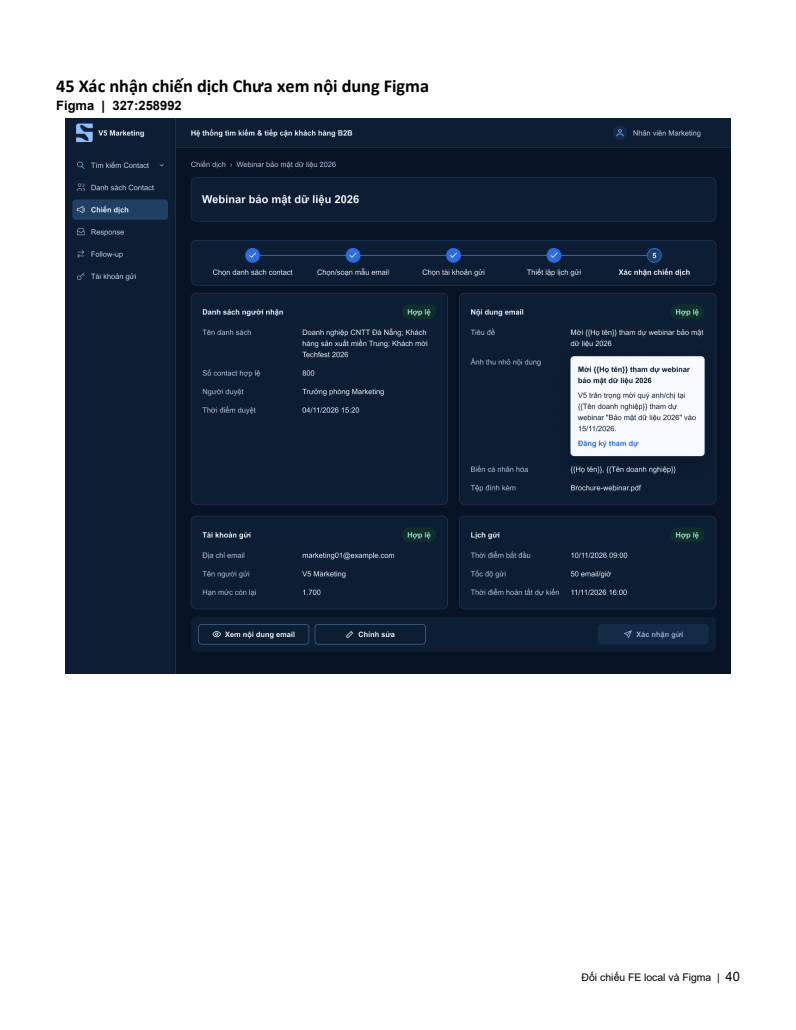 45 Xác nhận chiến dịch Chưa xem nội dung Figma
Figma | 327:258992
V5 Marketing
Hệ thống tìm kiếm & tiếp cận khách hàng B2B
Nhân viên Marketing
Tìm kiếm Contact
Danh sách Contact
Chiến dịch
Response
Follow-up
Tài khoản gửi
Chiến dịch › Webinar bảo mật dữ liệu 2026
Webinar bảo mật dữ liệu 2026
Chọn danh sách contact
Chọn/soạn mẫu email
Chọn tài khoản gửi
Thiết lập lịch gửi
5
Xác nhận chiến dịch
Danh sách người nhận
Hợp lệ
Tên danh sách
Doanh nghiệp CNTT Đà Nẵng; Khách
hàng sản xuất miền Trung; Khách mời
Techfest 2026
Số contact hợp lệ
800
Người duyệt
Trưởng phòng Marketing
Thời điểm duyệt
04/11/2026 15:20
Nội dung email
Hợp lệ
Tiêu đề
Mời {{Họ tên}} tham dự webinar bảo mật
dữ liệu 2026
Ảnh thu nhỏ nội dung
Mời {{Họ tên}} tham dự webinar
bảo mật dữ liệu 2026
V5 trân trọng mời quý anh/chị tại
{{Tên doanh nghiệp}} tham dự
webinar "Bảo mật dữ liệu 2026" vào
15/11/2026.
Đăng ký tham dự
Biến cá nhân hóa
{{Họ tên}}, {{Tên doanh nghiệp}}
Tệp đính kèm
Brochure-webinar.pdf
Tài khoản gửi
Hợp lệ
Địa chỉ email
marketing01@example.com
Tên người gửi
V5 Marketing
Hạn mức còn lại
1.700
Lịch gửi
Hợp lệ
Thời điểm bắt đầu
10/11/2026 09:00
Tốc độ gửi
50 email/giờ
Thời điểm hoàn tất dự kiến
11/11/2026 16:00
Xem nội dung email
Chỉnh sửa
Xác nhận gửi
Đối chiếu FE local và Figma | 40